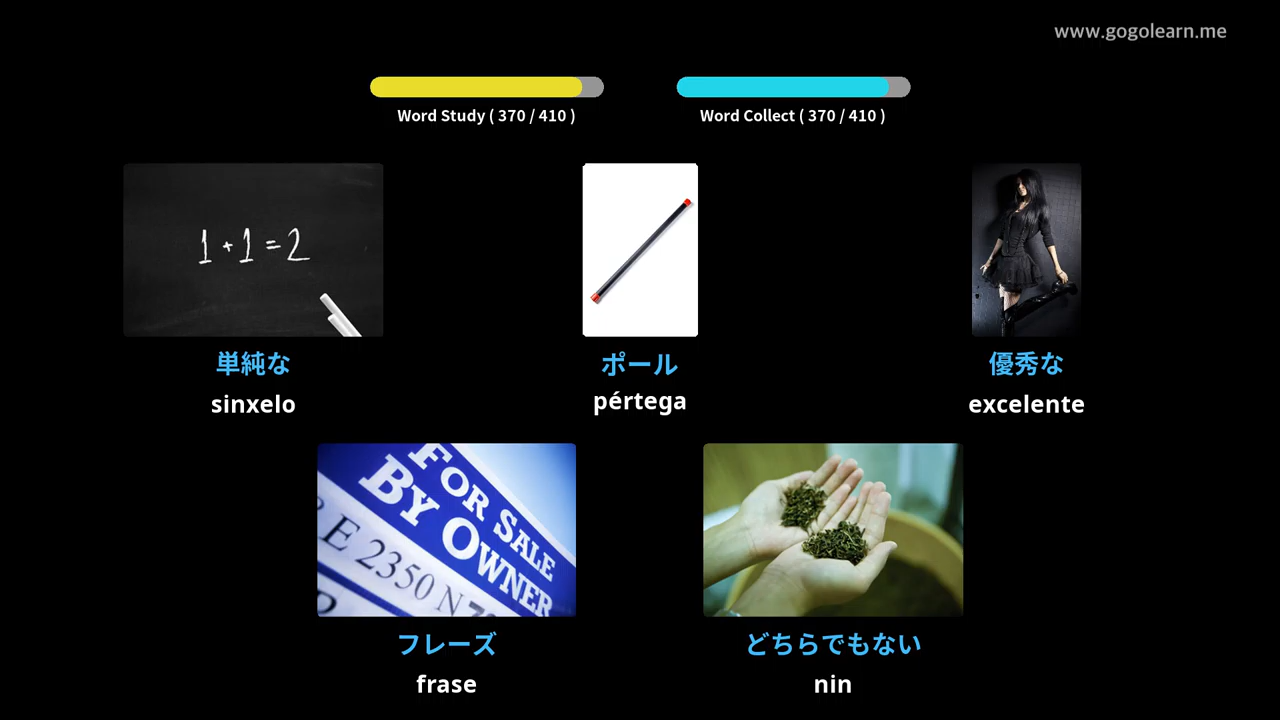 www.gogolearn.me
Word Study ( 370 / 410 )
Word Collect ( 370 / 410 )
1 + 1 = 2
単純な
sinxelo
ポール
pértega
優秀な
excelente
FOR SALE
BY OWNER
E 2350 N
フレーズ
frase
どちらでもない
nin